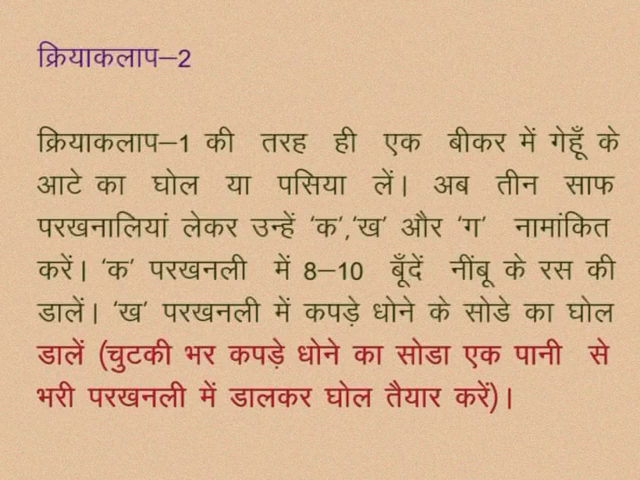 क्रियाकलाप–2
क्रियाकलाप–1 की तरह ही एक बीकर में गेहूँ के
आटे का घोल या पसिया लें। अब तीन साफ
परखनालियां लेकर उन्हें ‘क’,‘ख’ और ‘ग’ नामांकित
करें। ‘क’ परखनली में 8–10 बूँदें नींबू के रस की
डालें। ‘ख’ परखनली में कपड़े धोने के सोडे का घोल
डालें (चुटकी भर कपड़े धोने का सोडा एक पानी से
भरी परखनली में डालकर घोल तैयार करें)।